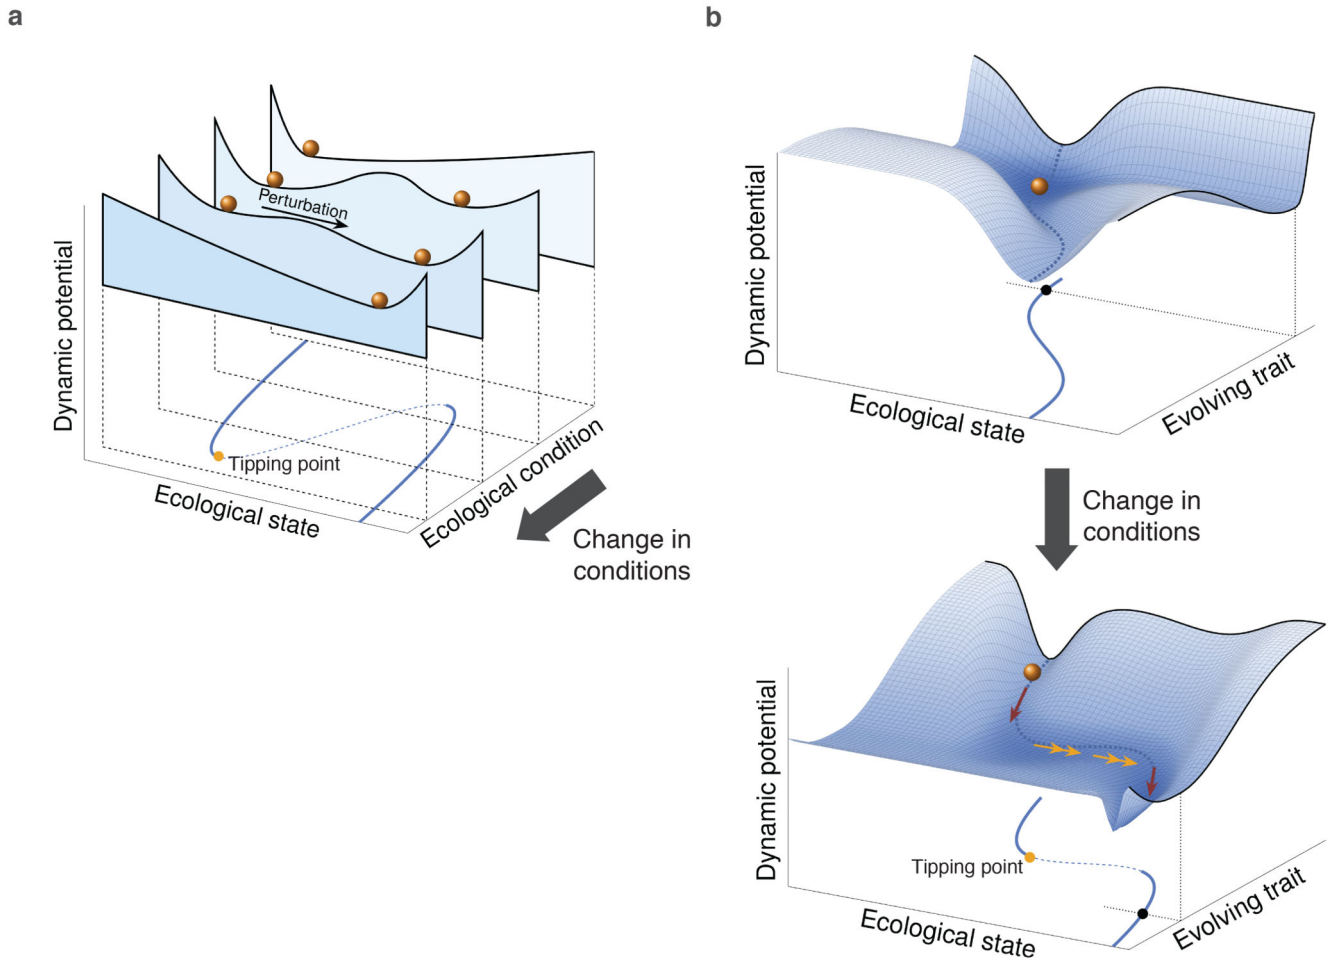 a
Perturbation
Dynamic potential
Tipping point
Ecological state
Ecological condition
Change in
conditions
b
Dynamic potential
Ecological state
Evolving trait
Change in
conditions
Dynamic potential
Tipping point
Ecological state
Evolving trait